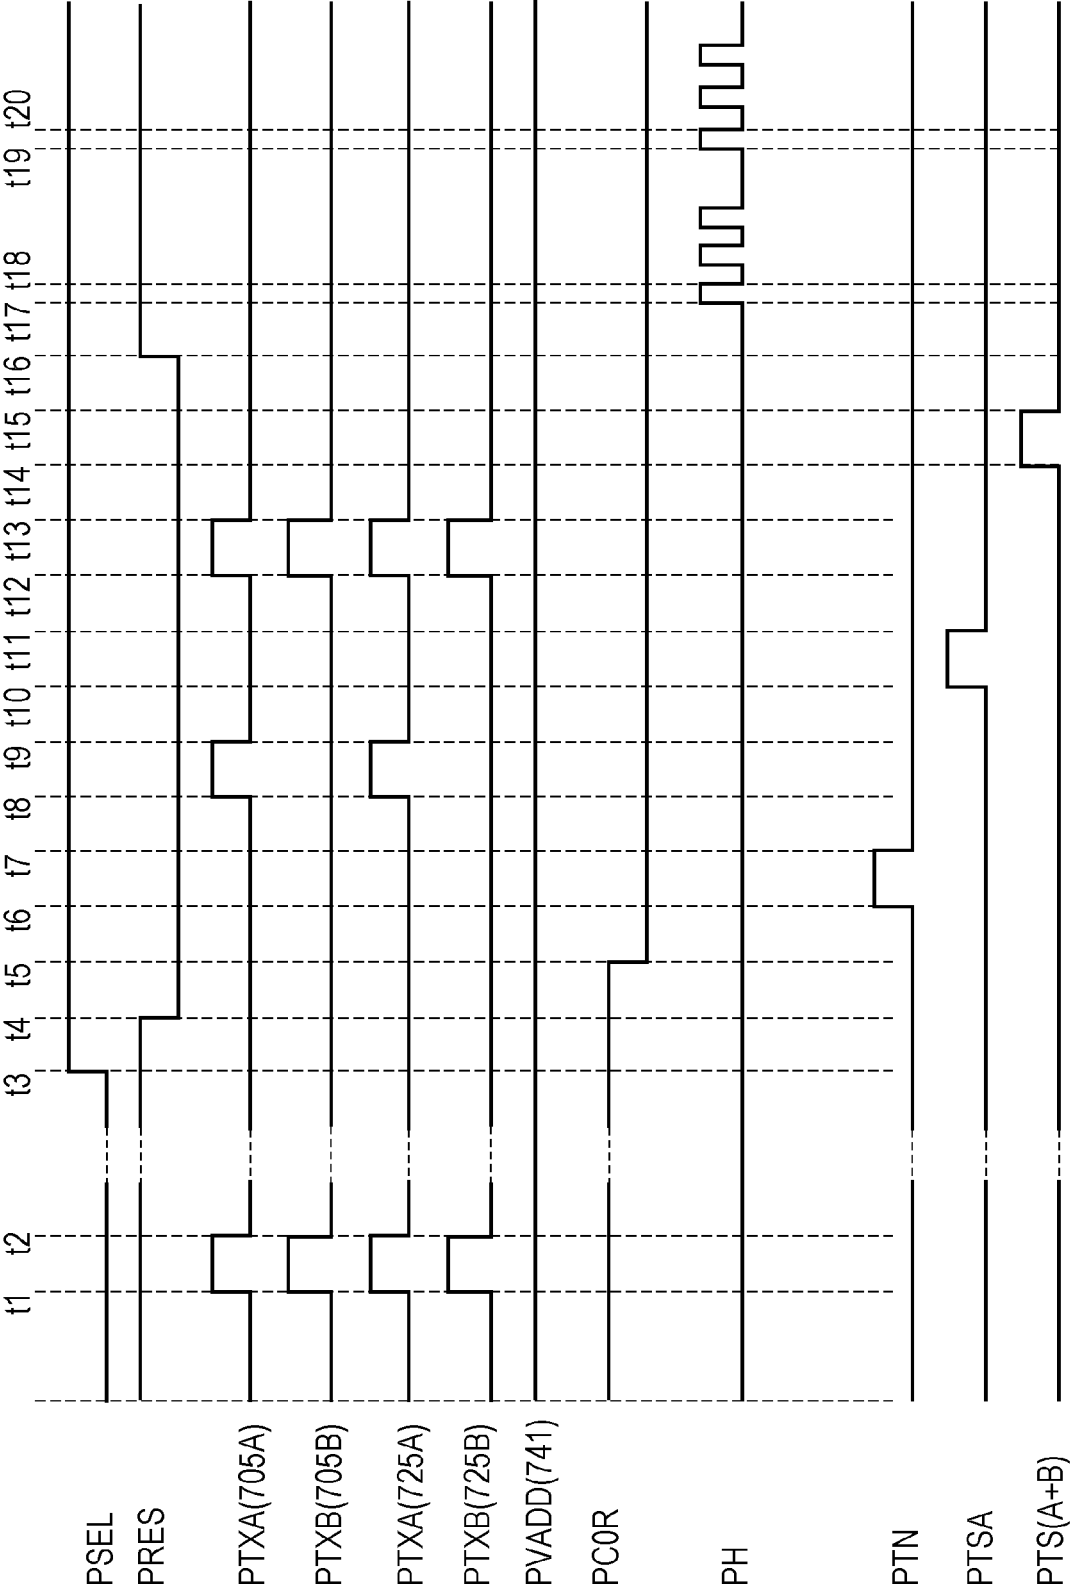 t1 t2 t3 t4 t5 t6 t7 t8 t9 t10 t11 t12 t13 t14 t15 t16 t17 t18 t19 t20
PSEL
PRES
PTXA(705A)
PTXB(705B)
PTXA(725A)
PTXB(725B)
PVADD(741)
PC0R
PH
PTN
PTSA
PTS(A+B)